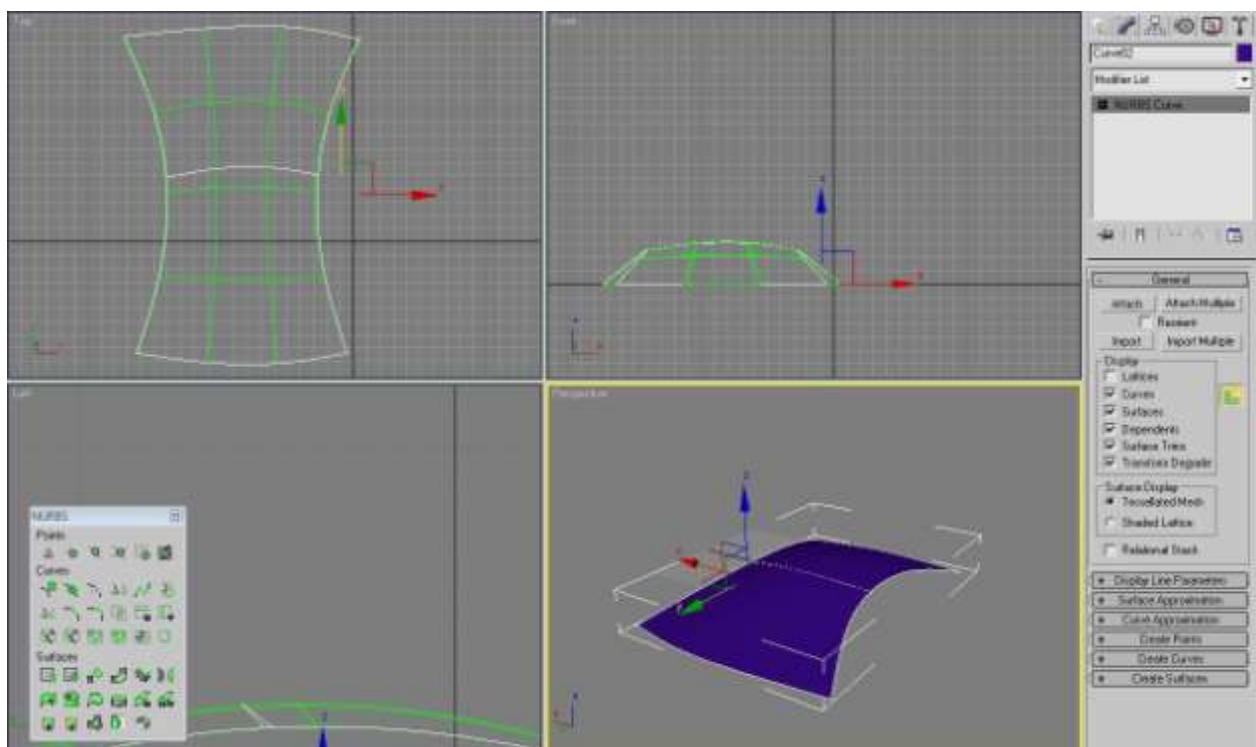 Top
Front
Left
Perspective
NURBS
Points
Curves
Surfaces
Curve02
Modifier List
NURBS Curve
General
Attach
Attach Multiple
Reorient
Import
Import Multiple
Display
Lattices
Curves
Surfaces
Dependents
Surface Trims
Transform Degrade
Surface Display
Tessellated Mesh
Shaded Lattice
Relational Stack
+ Display Line Parameters
+ Surface Approximation
+ Curve Approximation
+ Create Points
+ Create Curves
+ Create Surfaces